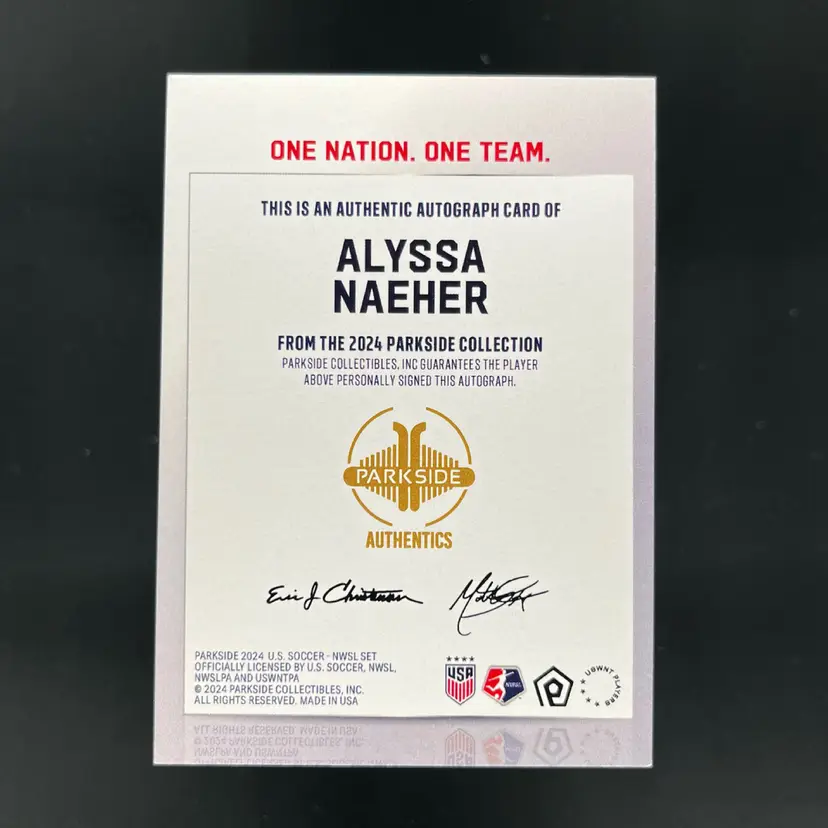 ONE NATION. ONE TEAM.
THIS IS AN AUTHENTIC AUTOGRAPH CARD OF
ALYSSA
NAEHER
FROM THE 2024 PARKSIDE COLLECTION
PARKSIDE COLLECTIBLES, INC GUARANTEES THE PLAYER
ABOVE PERSONALLY SIGNED THIS AUTOGRAPH.
PARKSIDE
AUTHENTICS
PARKSIDE 2024 U.S. SOCCER - NWSL SET
OFFICIALLY LICENSED BY U.S. SOCCER, NWSL,
NWSLPA AND USWNTPA
© 2024 PARKSIDE COLLECTIBLES, INC.
ALL RIGHTS RESERVED. MADE IN USA
USA
NWSL
USWNT PLAYERS